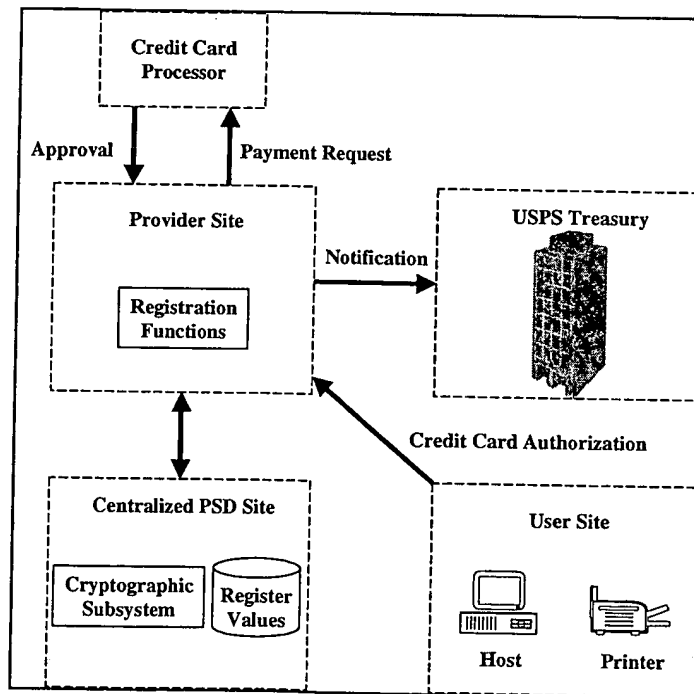 Credit Card
Processor
Approval
Payment Request
Provider Site
USPS Treasury
Notification
Registration
Functions
Credit Card Authorization
Centralized PSD Site
User Site
Cryptographic
Subsystem
Register
Values
Host
Printer